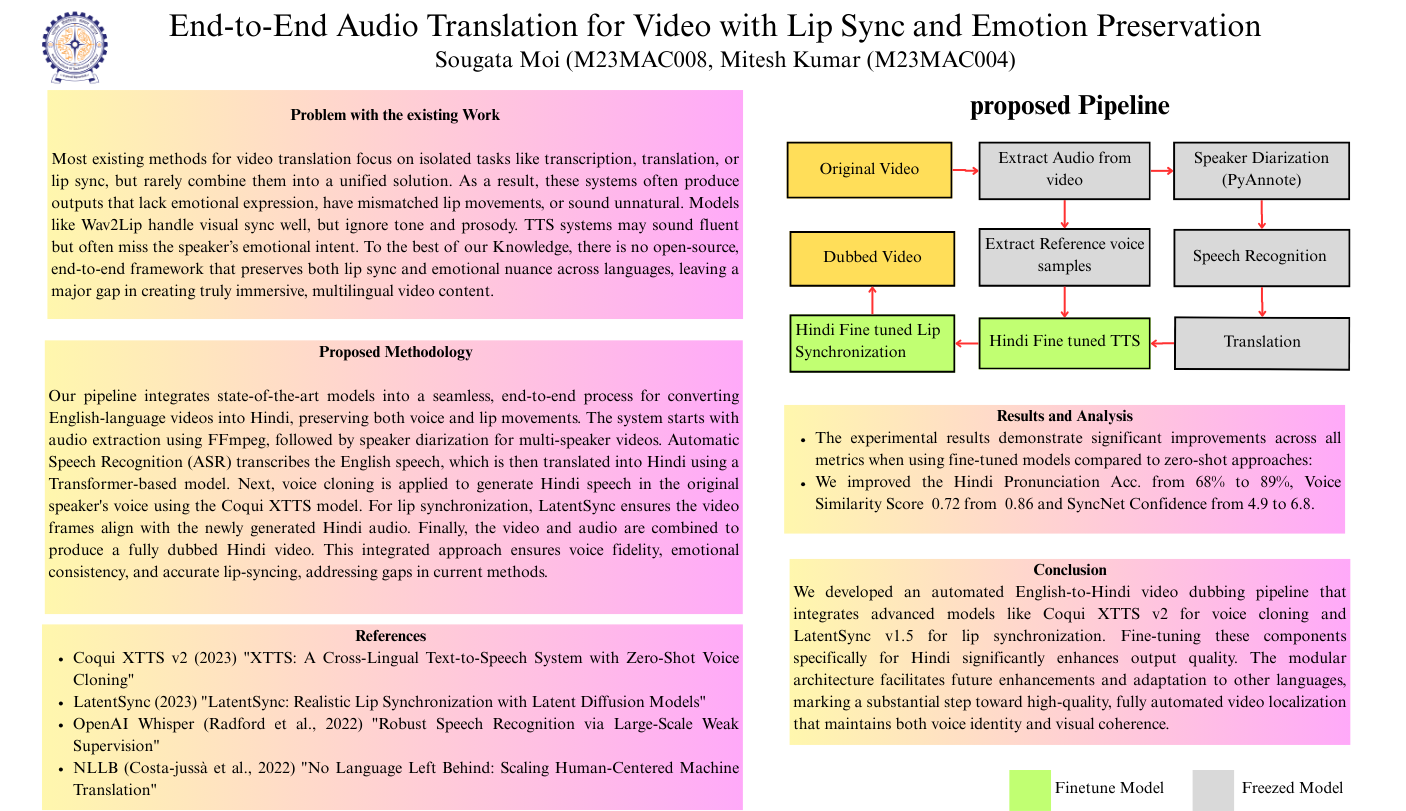 End-to-End Audio Translation for Video with Lip Sync and Emotion Preservation
Sougata Moi (M23MAC008, Mitesh Kumar (M23MAC004)
Problem with the existing Work
Most existing methods for video translation focus on isolated tasks like transcription, translation, or
lip sync, but rarely combine them into a unified solution. As a result, these systems often produce
outputs that lack emotional expression, have mismatched lip movements, or sound unnatural. Models
like Wav2Lip handle visual sync well, but ignore tone and prosody. TTS systems may sound fluent
but often miss the speaker's emotional intent. To the best of our Knowledge, there is no open-source,
end-to-end framework that preserves both lip sync and emotional nuance across languages, leaving a
major gap in creating truly immersive, multilingual video content.
Proposed Methodology
Our pipeline integrates state-of-the-art models into a seamless, end-to-end process for converting
English-language videos into Hindi, preserving both voice and lip movements. The system starts with
audio extraction using FFmpeg, followed by speaker diarization for multi-speaker videos. Automatic
Speech Recognition (ASR) transcribes the English speech, which is then translated into Hindi using a
Transformer-based model. Next, voice cloning is applied to generate Hindi speech in the original
speaker's voice using the Coqui XTTS model. For lip synchronization, LatentSync ensures the video
frames align with the newly generated Hindi audio. Finally, the video and audio are combined to
produce a fully dubbed Hindi video. This integrated approach ensures voice fidelity, emotional
consistency, and accurate lip-syncing, addressing gaps in current methods.
References
• Coqui XTTS v2 (2023) "XTTS: A Cross-Lingual Text-to-Speech System with Zero-Shot Voice
Cloning"
• LatentSync (2023) "LatentSync: Realistic Lip Synchronization with Latent Diffusion Models"
• OpenAI Whisper (Radford et al., 2022) "Robust Speech Recognition via Large-Scale Weak
Supervision"
• NLLB (Costa-jussà et al., 2022) "No Language Left Behind: Scaling Human-Centered Machine
Translation"
proposed Pipeline
Original Video
Extract Audio from
video
Speaker Diarization
(PyAnnote)
Dubbed Video
Extract Reference voice
samples
Speech Recognition
Hindi Fine tuned Lip
Synchronization
Hindi Fine tuned TTS
Translation
Results and Analysis
• The experimental results demonstrate significant improvements across all
metrics when using fine-tuned models compared to zero-shot approaches:
• We improved the Hindi Pronunciation Acc. from 68% to 89%, Voice
Similarity Score 0.72 from 0.86 and SyncNet Confidence from 4.9 to 6.8.
Conclusion
We developed an automated English-to-Hindi video dubbing pipeline that
integrates advanced models like Coqui XTTS v2 for voice cloning and
LatentSync v1.5 for lip synchronization. Fine-tuning these components
specifically for Hindi significantly enhances output quality. The modular
architecture facilitates future enhancements and adaptation to other languages,
marking a substantial step toward high-quality, fully automated video localization
that maintains both voice identity and visual coherence.
Finetune Model
Freezed Model